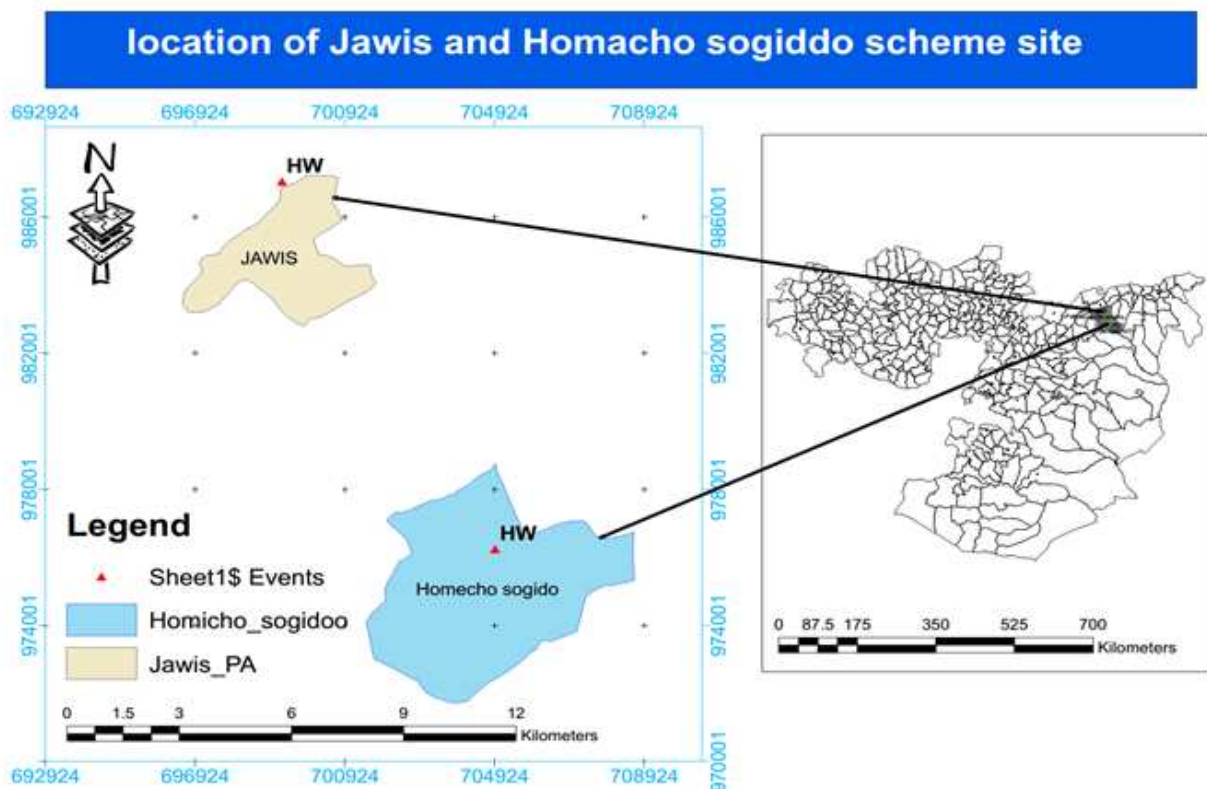 location of Jawis and Homacho sogiddo scheme site
692924 696924 700924 704924 708924
N
HW
986001
986001
JAWIS
982001
982001
978001
978001
Legend
HW
Sheet1$ Events
Homecho sogido
Homicho_sogidoo
974001
974001
Jawis_PA
0 1.5 3 6 9 12
Kilometers
970001
970001
692924 696924 700924 704924 708924
0 87.5 175 350 525 700
Kilometers